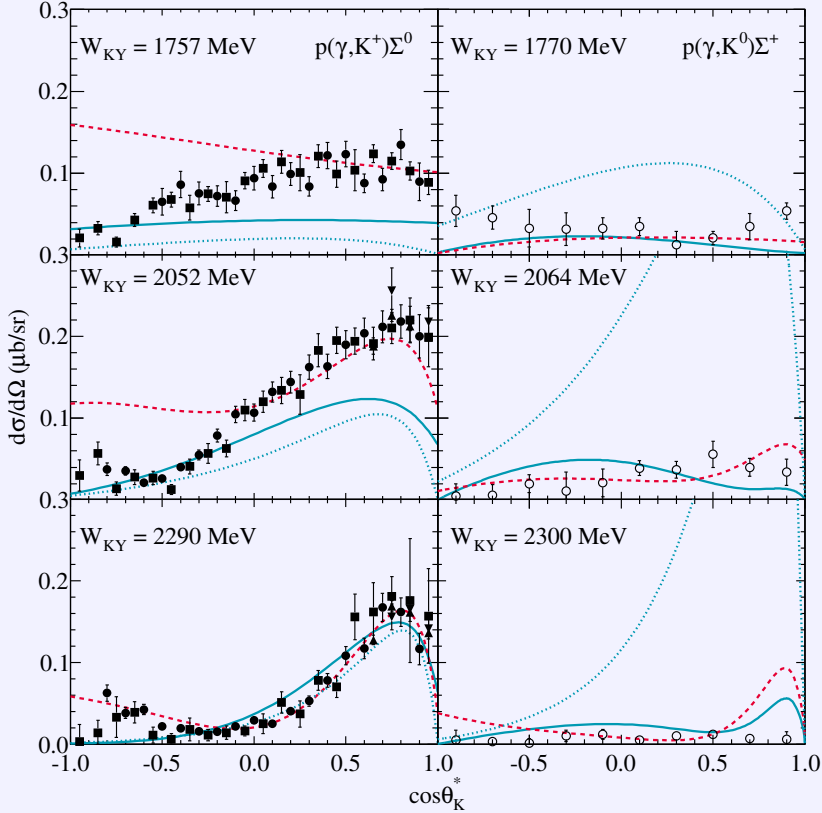 0.3
W_KY = 1757 MeV p(γ,K⁺)Σ⁰
W_KY = 1770 MeV p(γ,K⁰)Σ⁺
0.2
0.1
0.3
W_KY = 2052 MeV
W_KY = 2064 MeV
0.2
0.1
0.3
W_KY = 2290 MeV
W_KY = 2300 MeV
0.2
0.1
0.0
dσ/dΩ (μb/sr)
-1.0 -0.5 0.0 0.5 1.0 -0.5 0.0 0.5 1.0
cosθ*_K